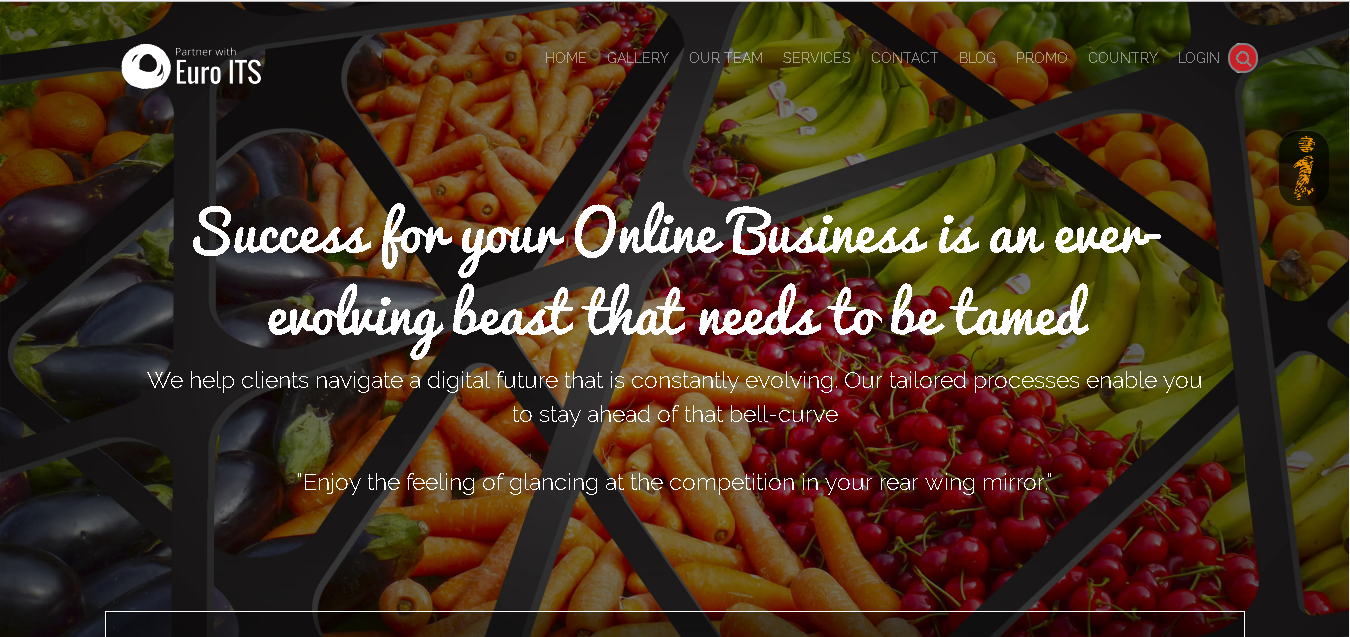 Partner with
Euro ITS
HOME GALLERY OUR TEAM SERVICES CONTACT BLOG PROMO COUNTRY LOGIN
Success for your Online Business is an ever-
evolving beast that needs to be tamed
We help clients navigate a digital future that is constantly evolving. Our tailored processes enable you
to stay ahead of that bell-curve
"Enjoy the feeling of glancing at the competition in your rear wing mirror."